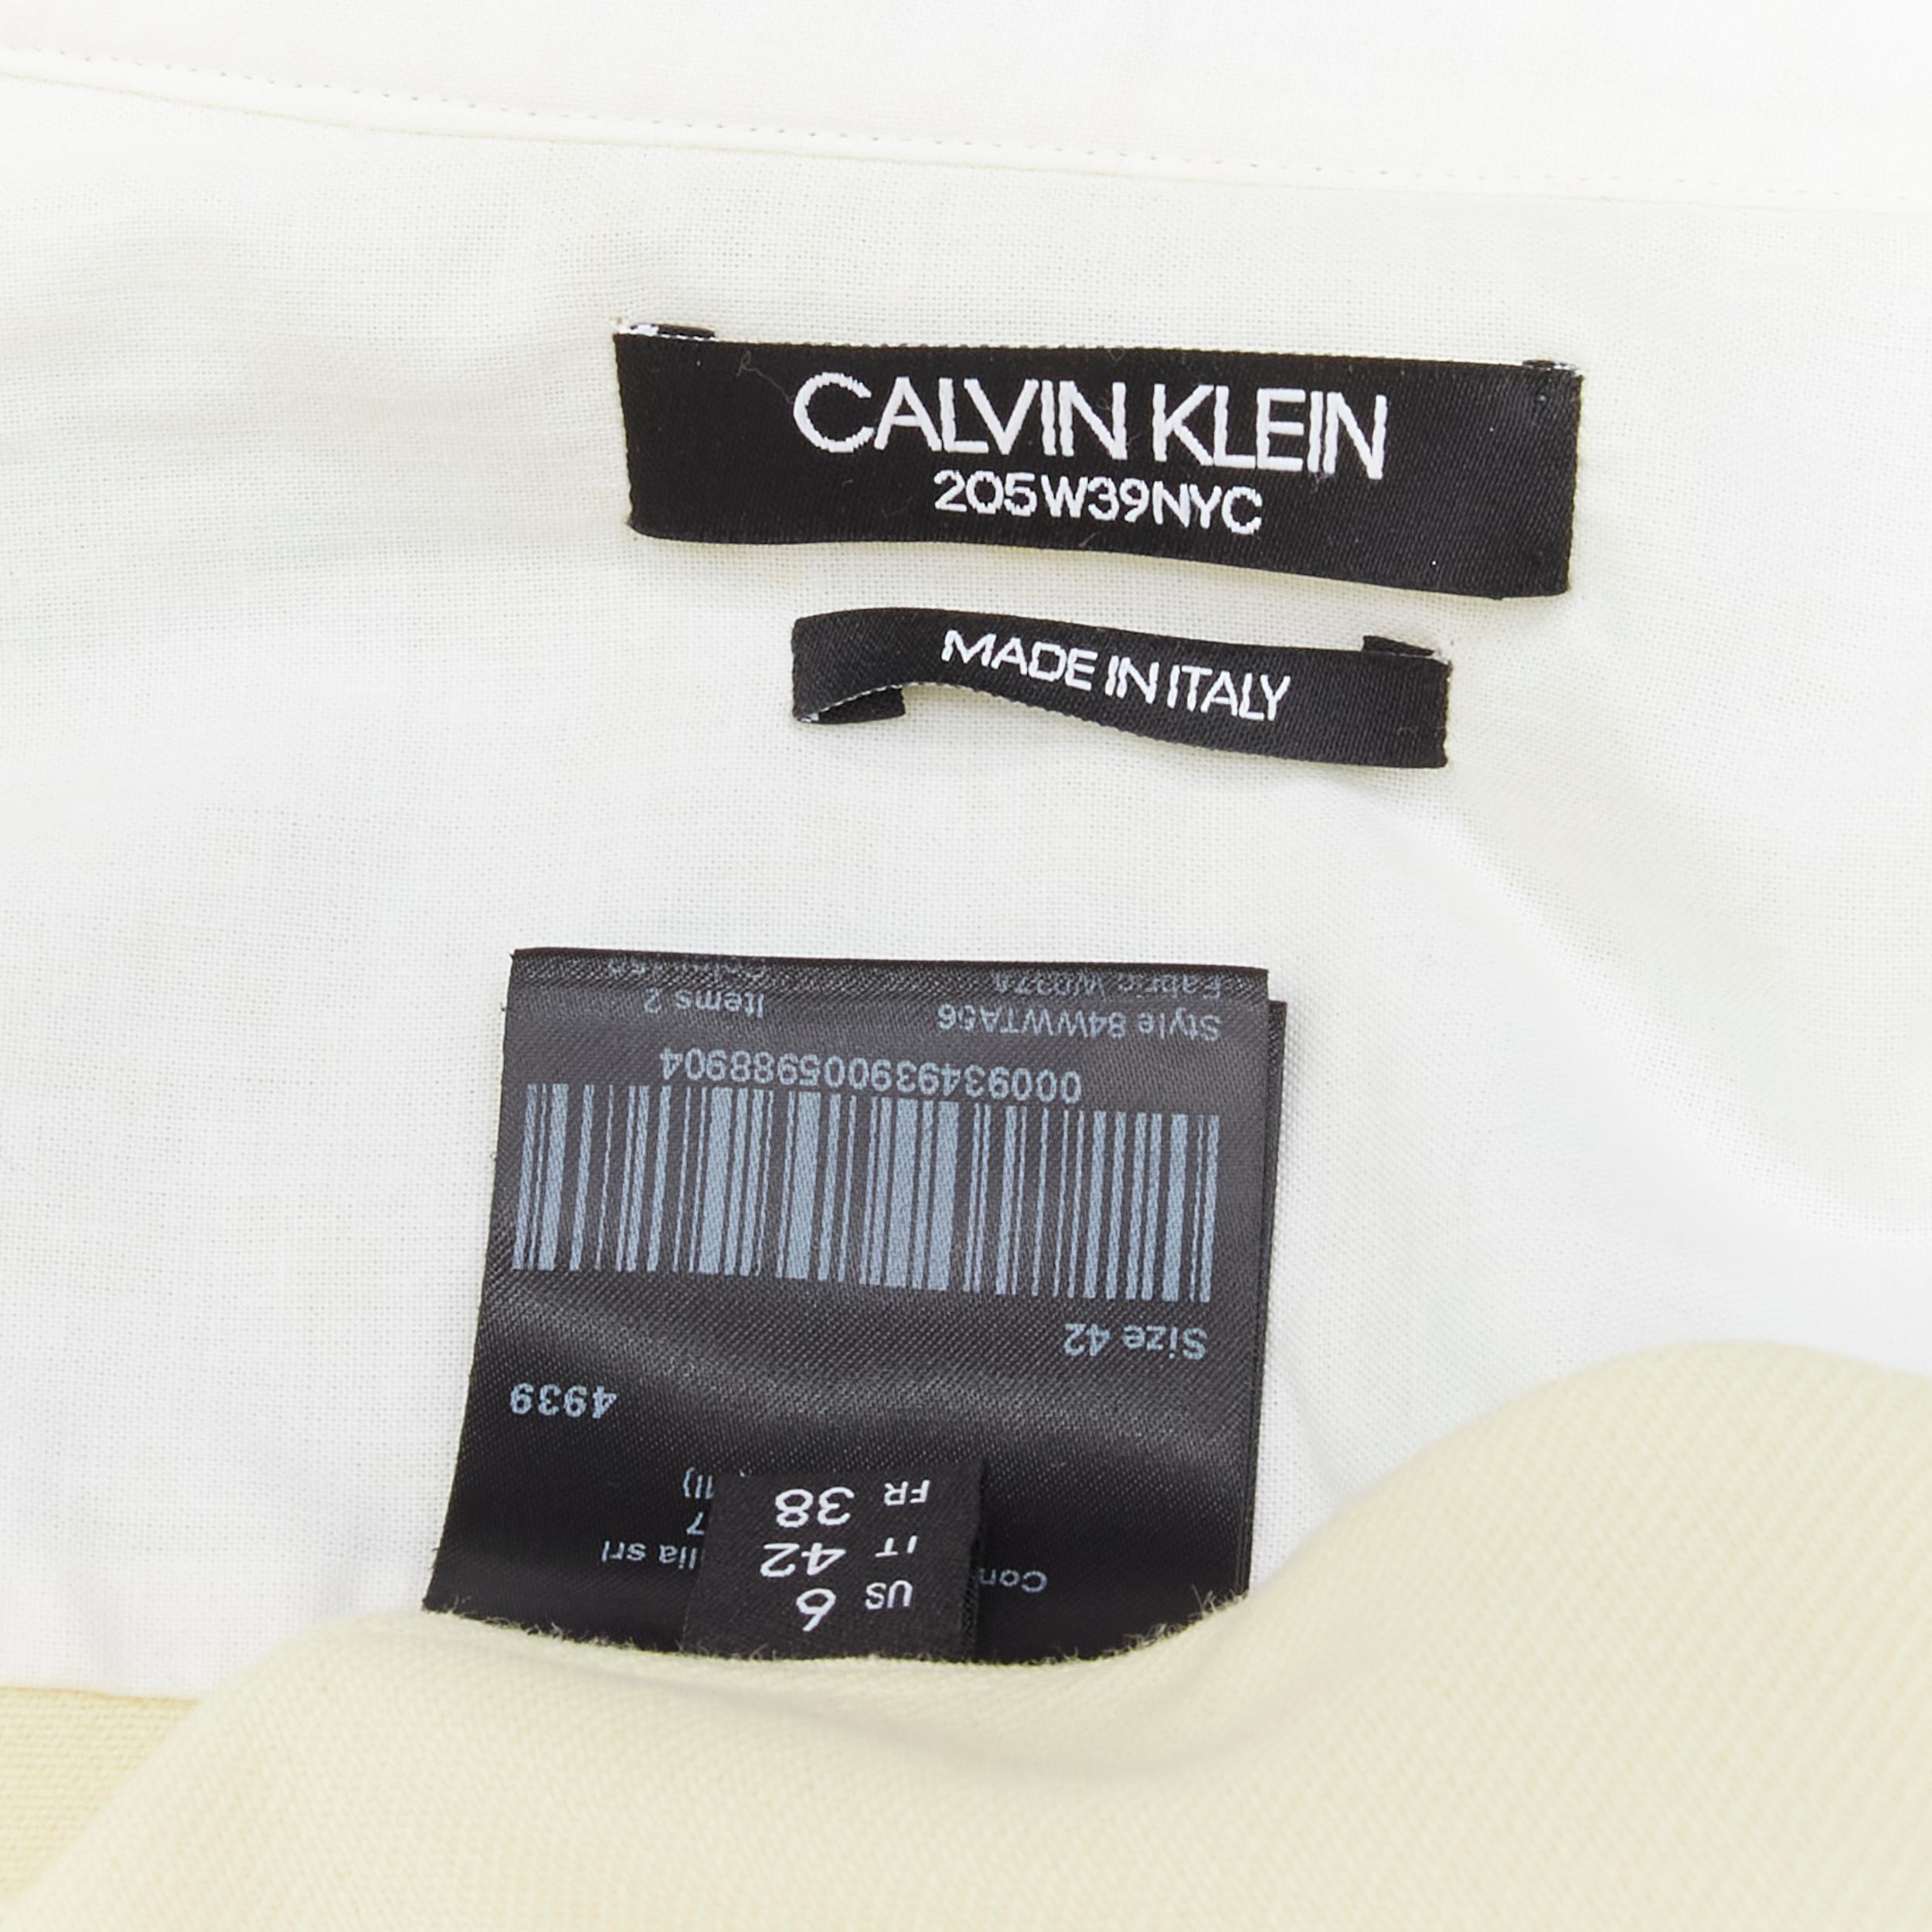 CALVIN KLEIN
205W39NYC
MADE IN ITALY
US 6
IT 42
FR 38
4939
Size 42
000934939005988904
Style 84WWTA56 Items 2
Fabric